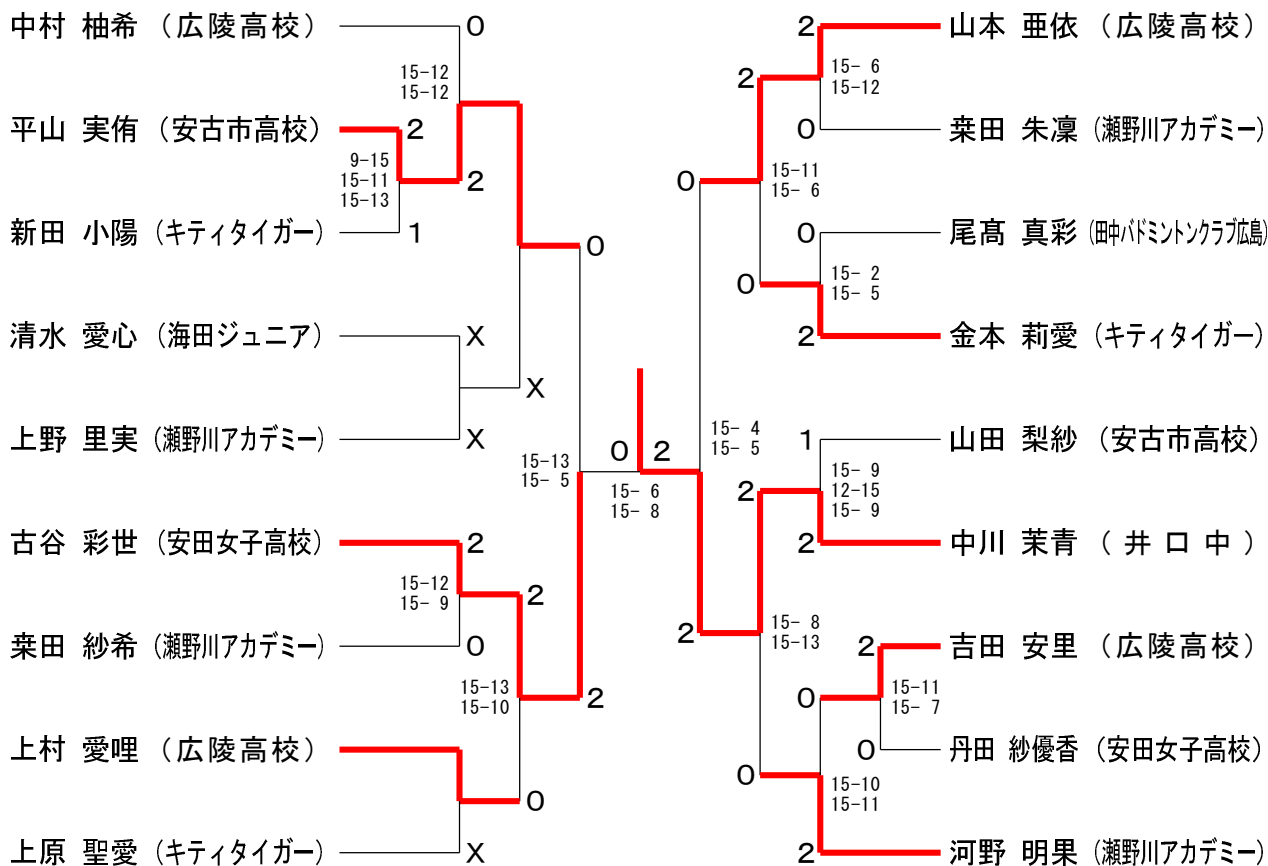 中村 柚希 (広陵高校)
0
15-12
15-12
平山 実侑 (安古市高校)
2
9-15
15-11
15-13
2
新田 小陽 (キティタイガー)
1
0
清水 愛心 (海田ジュニア)
X
X
上野 里実 (瀬野川アカデミー)
X
15-13
15- 5
古谷 彩世 (安田女子高校)
2
15-12
15- 9
2
桒田 紗希 (瀬野川アカデミー)
0
15-13
15-10
2
上村 愛哩 (広陵高校)
0
上原 聖愛 (キティタイガー)
X
0 2
15- 6
15- 8
2
山本 亜依 (広陵高校)
2
15- 6
15-12
0
桒田 朱凜 (瀬野川アカデミー)
0
15-11
15- 6
0
尾髙 真彩 (田中バドミントンクラブ広島)
0
15- 2
15- 5
2
金本 莉愛 (キティタイガー)
15- 4
15- 5
1
山田 梨紗 (安古市高校)
2
15- 9
12-15
15- 9
2
中川 茉青 (井口中)
2
15- 8
15-13
2
吉田 安里 (広陵高校)
0
15-11
15- 7
0
丹田 紗優香 (安田女子高校)
0
15-10
15-11
2
河野 明果 (瀬野川アカデミー)